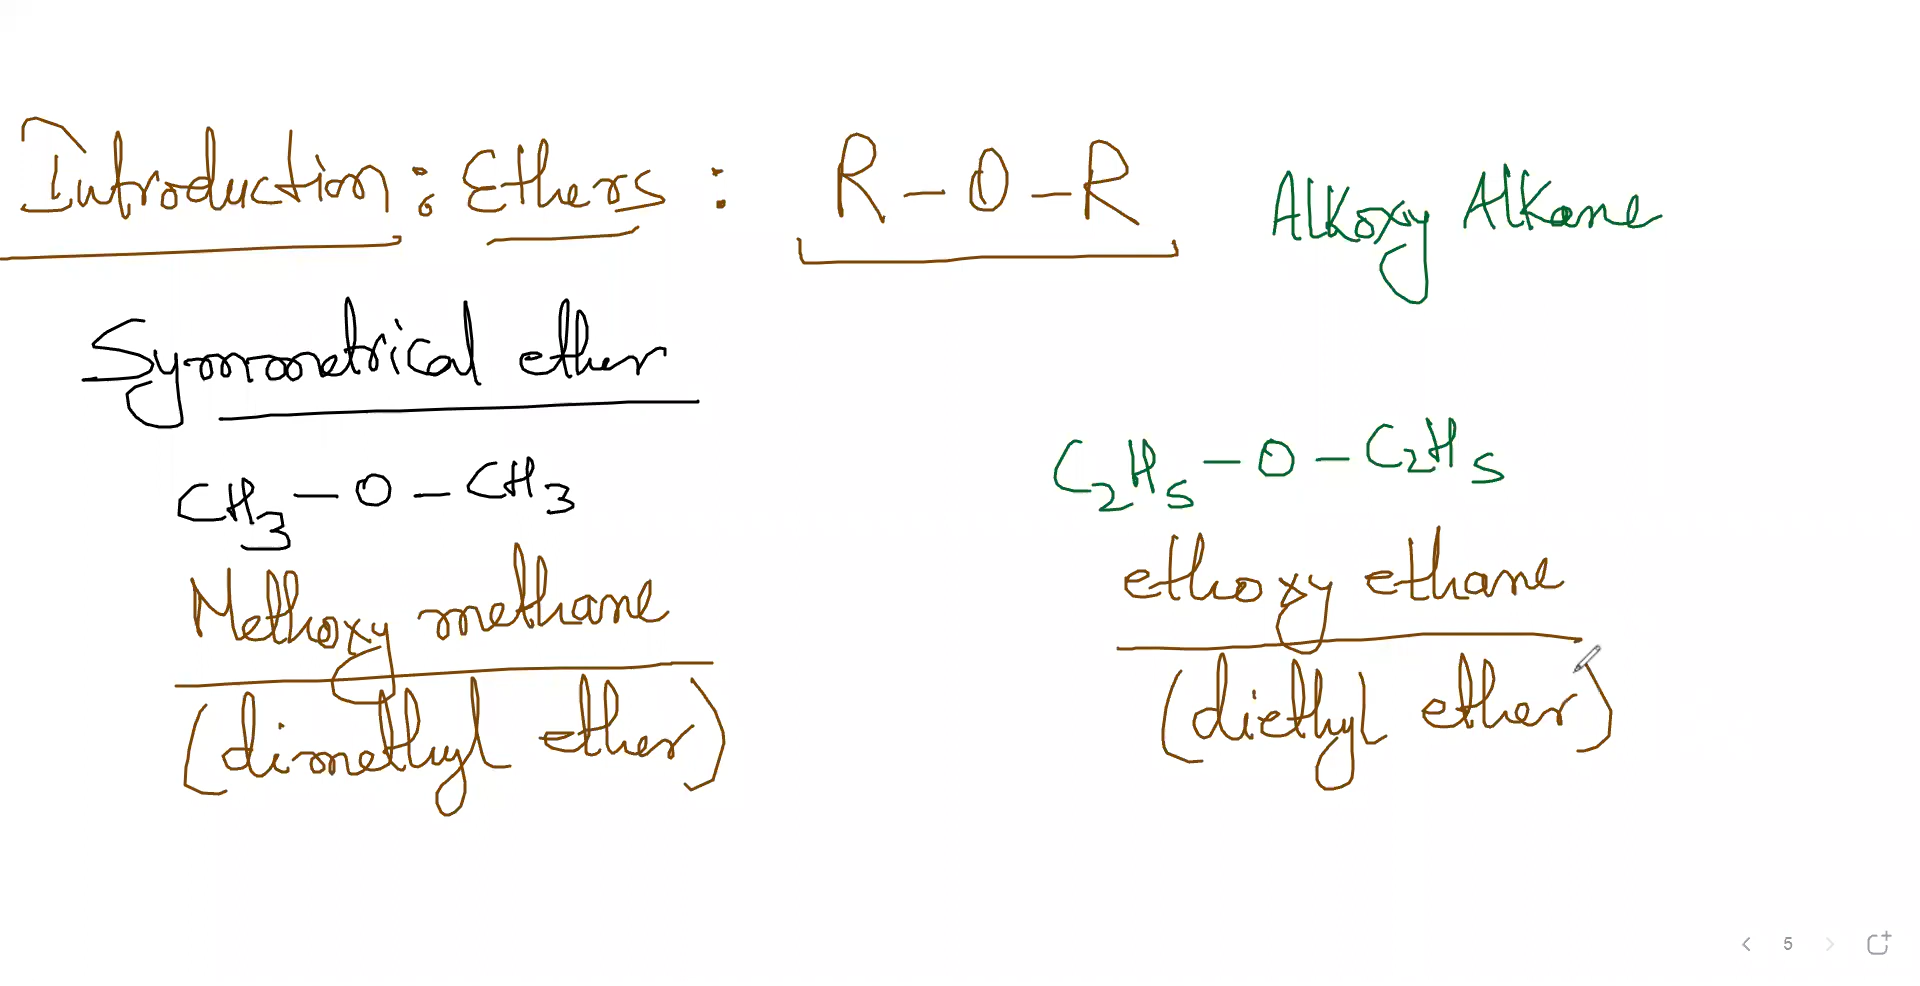 Introduction: Ethers: R-O-R Alkoxy Alkane
Symmetrical ether
CH3-O-CH3 C2H5-O-C2H5
Methoxy methane ethoxy ethane
(dimethyl ether) (diethyl ether)
5